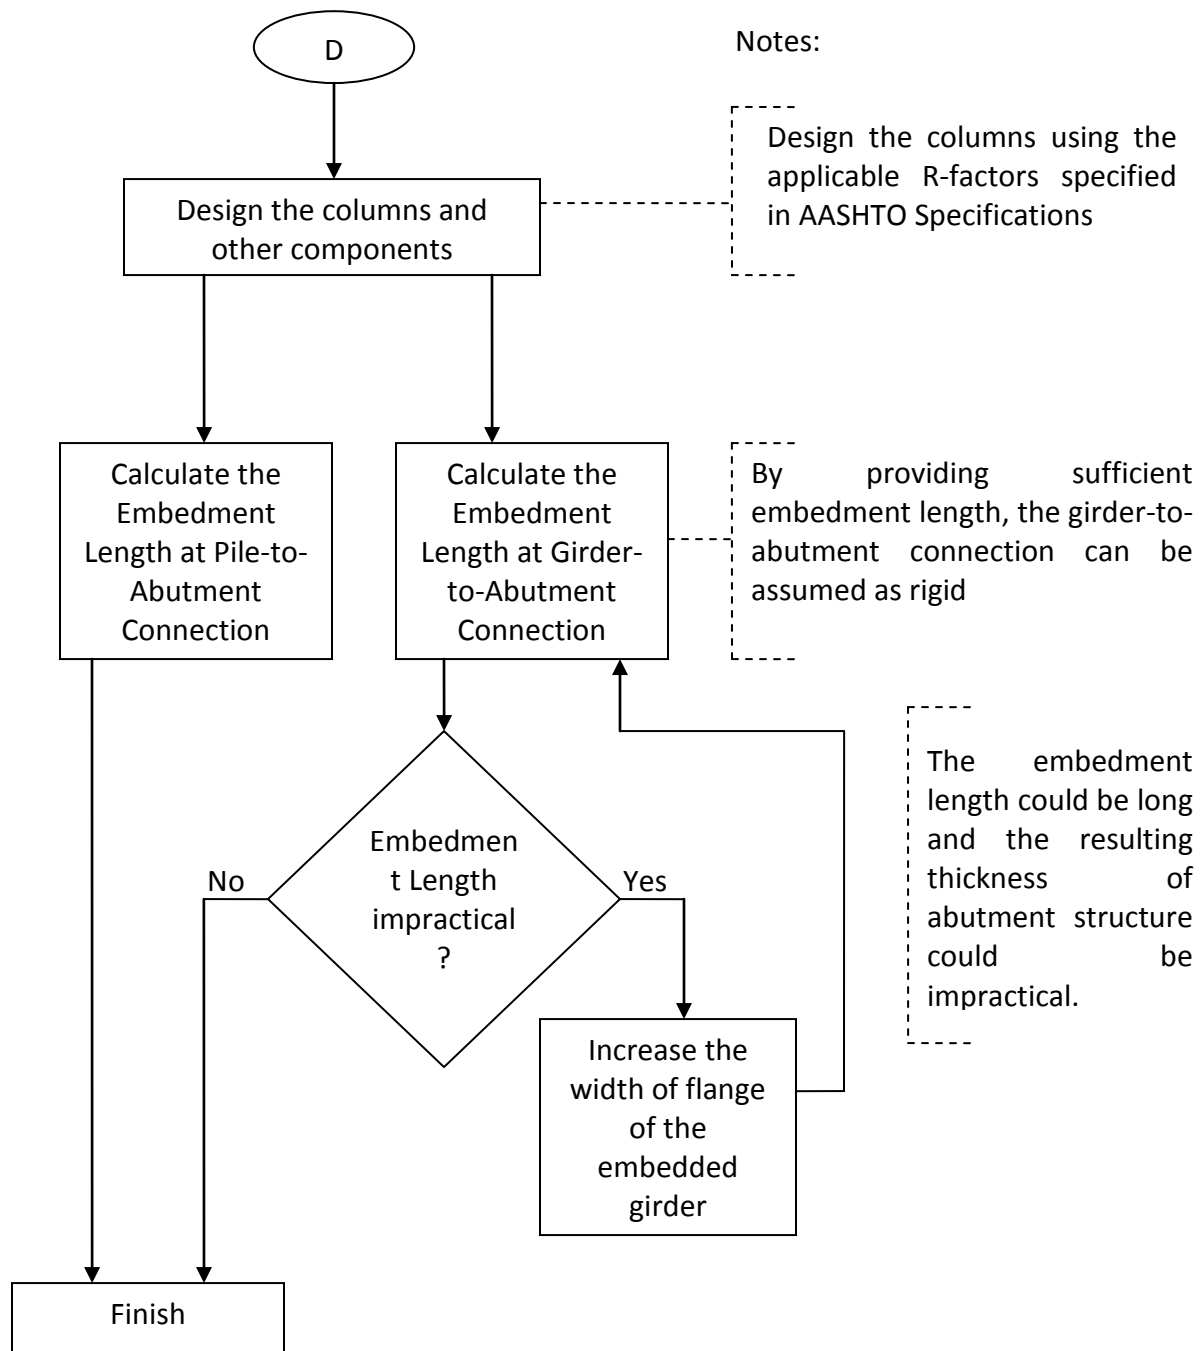 D
Notes:
Design the columns using the
applicable R-factors specified
in AASHTO Specifications
Design the columns and
other components
Calculate the
Embedment
Length at Pile-to-
Abutment
Connection
Calculate the
Embedment
Length at Girder-
to-Abutment
Connection
By providing sufficient
embedment length, the girder-to-
abutment connection can be
assumed as rigid
The embedment
length could be long
and the resulting
thickness of
abutment structure
could be
impractical.
Embedmen
t Length
impractical
?
No
Yes
Increase the
width of flange
of the
embedded
girder
Finish